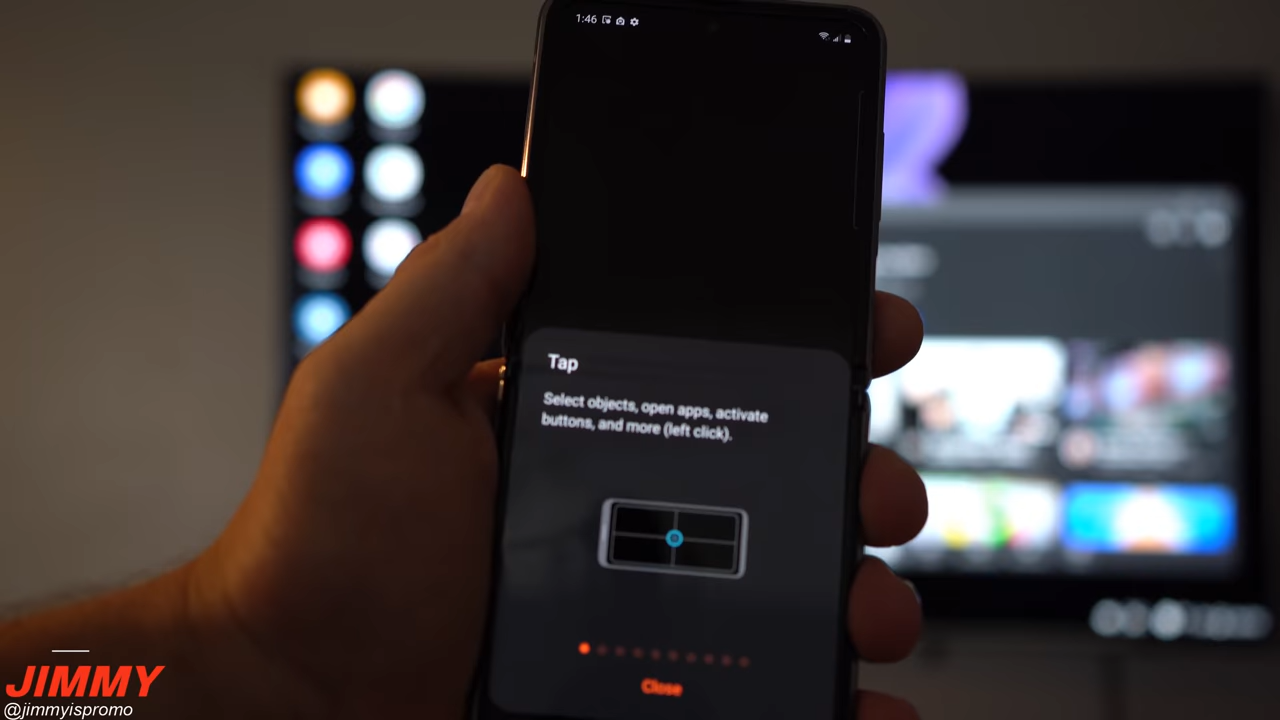 1:46
Tap
Select objects, open apps, activate
buttons, and more (left click).
Close
JIMMY
@jimmyispromo